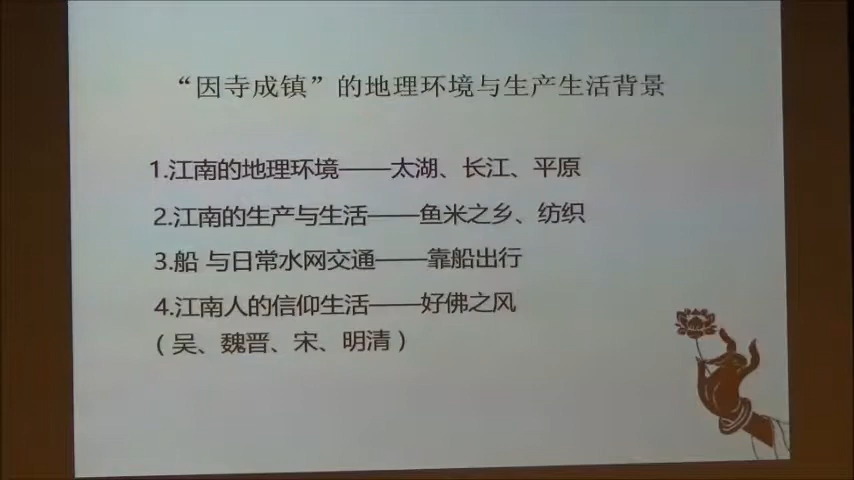 “因寺成镇”的地理环境与生产生活背景
1.江南的地理环境——太湖、长江、平原
2.江南的生产与生活——鱼米之乡、纺织
3.船 与日常水网交通——靠船出行
4.江南人的信仰生活——好佛之风
（吴、魏晋、宋、明清）